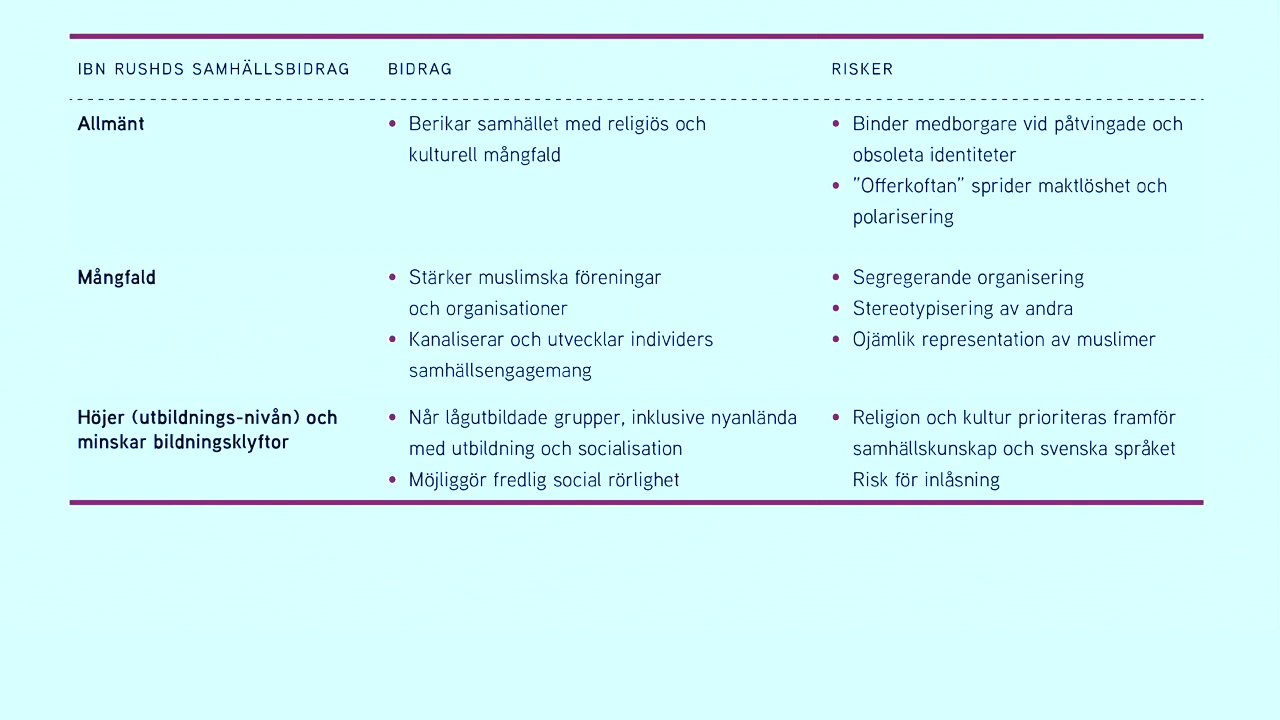 IBN RUSHDS SAMHÄLLSBIDRAG BIDRAG RISKER
Allmänt
• Berikar samhället med religiös och
kulturell mångfald
• Binder medborgare vid påtvingade och
obsoleta identiteter
• ”Offerkoftan” sprider maktlöshet och
polarisering
Mångfald
• Stärker muslimska föreningar
och organisationer
• Kanaliserar och utvecklar individers
samhällsengagemang
• Segregerande organisering
• Stereotypisering av andra
• Ojämlik representation av muslimer
Höjer (utbildnings-nivån) och
minskar bildningsklyftor
• Når lågutbildade grupper, inklusive nyanlända
med utbildning och socialisation
• Möjliggör fredlig social rörlighet
• Religion och kultur prioriteras framför
samhällskunskap och svenska språket
Risk för inlåsning